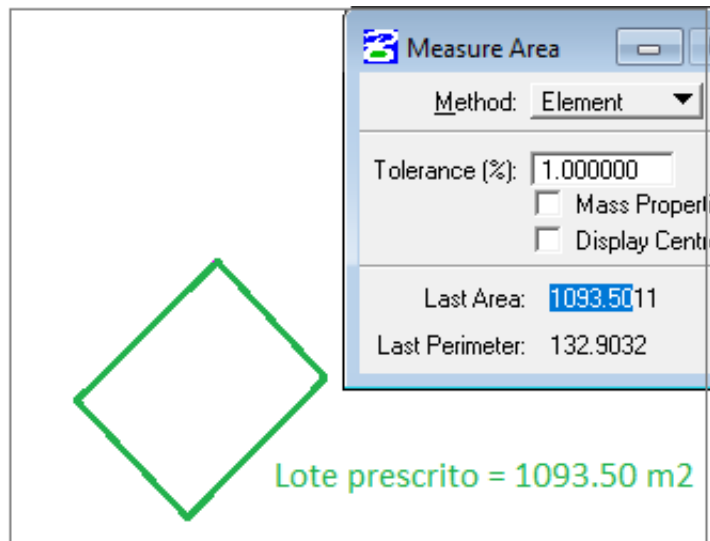 Measure Area
Method: Element
Tolerance (%): 1.000000
Mass Properti
Display Centr
Last Area: 1093.5011
Last Perimeter: 132.9032
Lote prescrito = 1093.50 m2